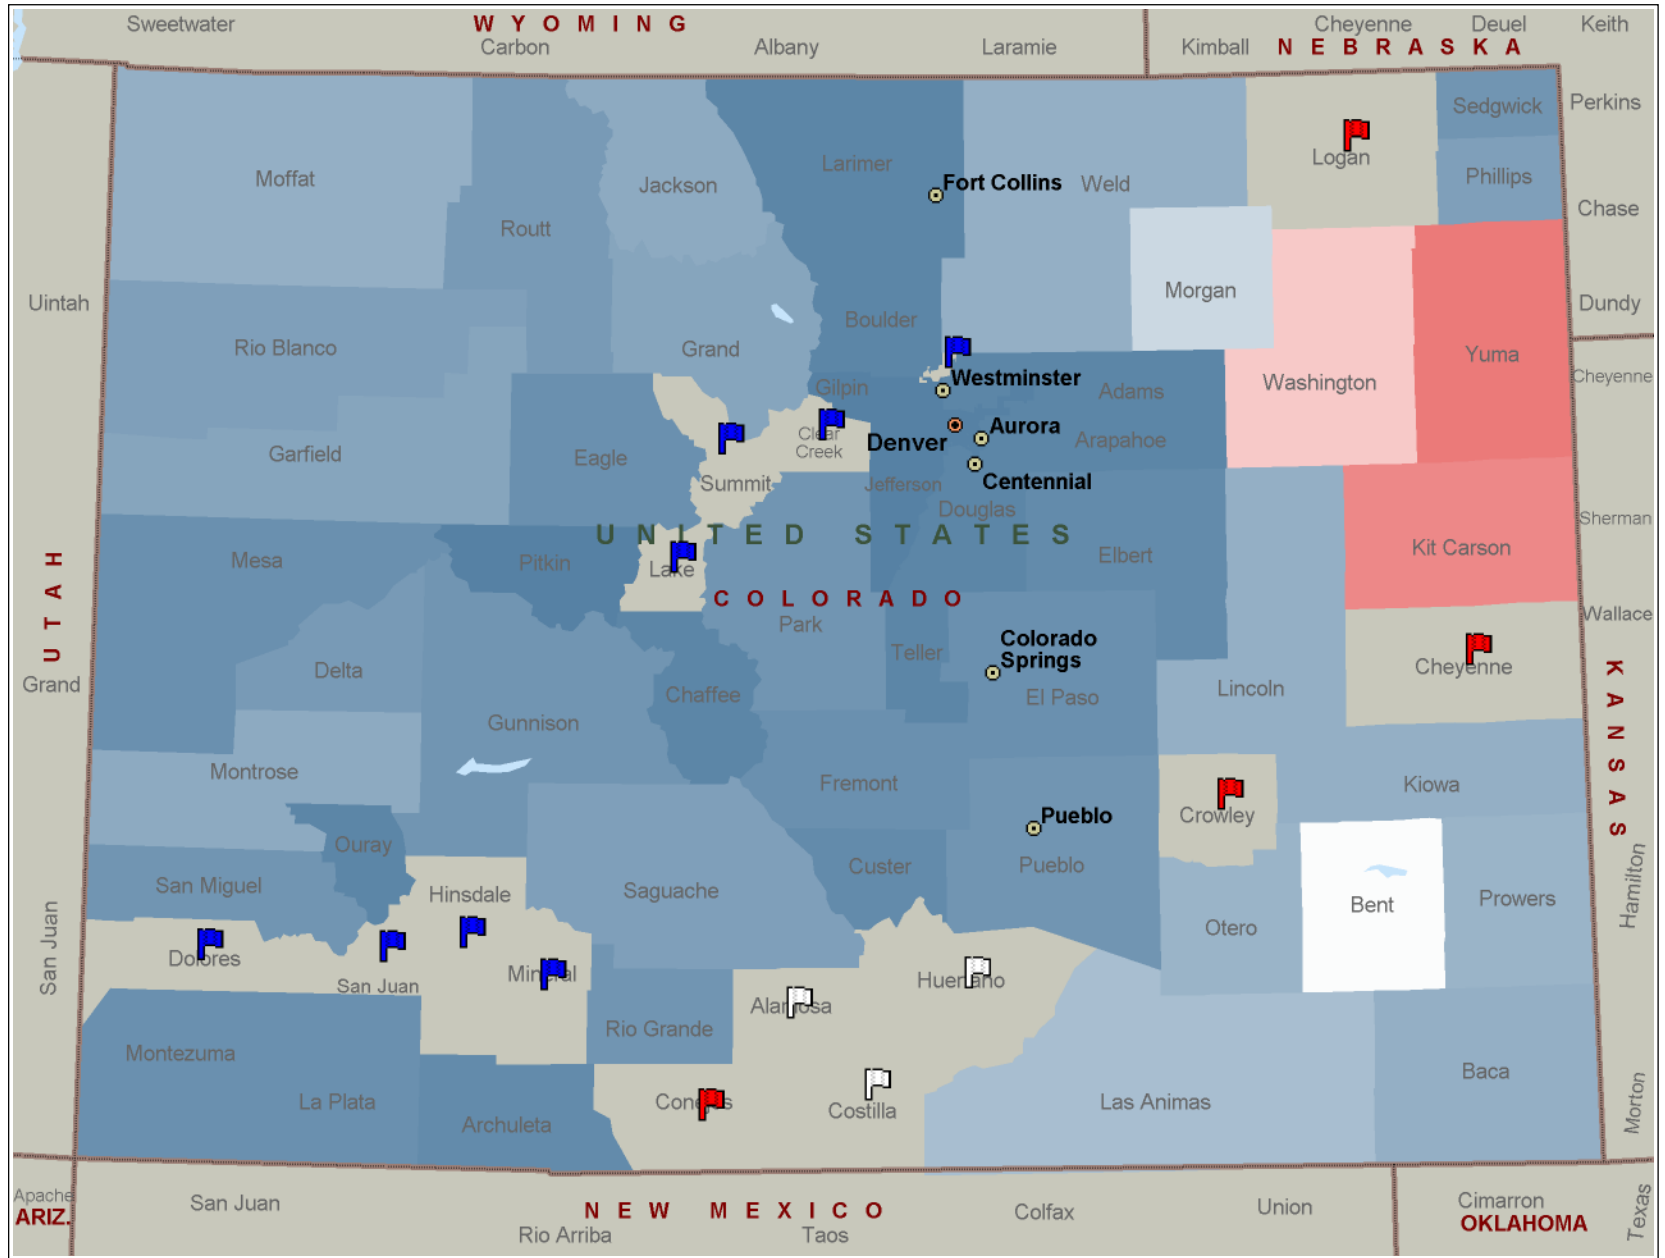 Sweetwater
WYOMING
Cheyenne
Deuel
Keith
Carbon
Albany
Laramie
Kimball
NEBRASKA
Sedgwick
Perkins
Logan
Larimer
Moffat
Jackson
Fort Collins
Weld
Phillips
Chase
Routt
Morgan
Uintah
Dundy
Boulder
Rio Blanco
Grand
Yuma
Westminster
Cheyenne
Gilpin
Adams
Washington
Clear
Creek
Denver
Aurora
Arapahoe
Garfield
Eagle
Summit
Jefferson
Centennial
Douglas
UNITED STATES
Sherman
Mesa
Pitkin
Lake
Elbert
Kit Carson
UTAH
COLORADO
Park
Wallace
Colorado
Springs
Teller
Delta
Cheyenne
Grand
Chaffee
El Paso
Lincoln
KANSAS
Gunnison
Montrose
Fremont
Kiowa
Pueblo
Crowley
Ouray
Custer
Pueblo
San Miguel
Hinsdale
Saguache
Bent
Prowers
Hamilton
Otero
San Juan
Dolores
Mineral
San Juan
Huerfano
Alamosa
Rio Grande
Montezuma
La Plata
Archuleta
Conejos
Costilla
Las Animas
Baca
Morton
Apache
ARIZ.
San Juan
NEW MEXICO
Rio Arriba
Taos
Colfax
Union
Cimarron
OKLAHOMA
Texas